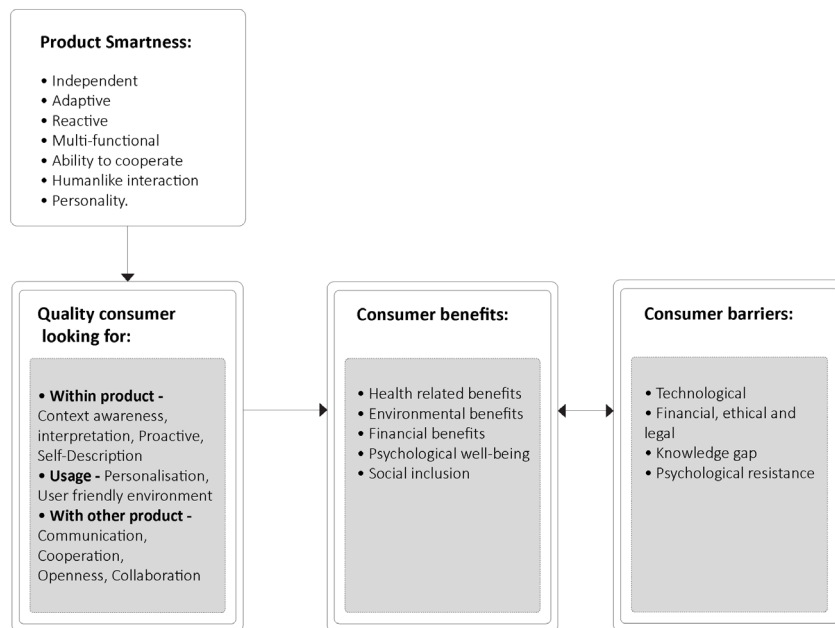 Product Smartness:
• Independent
• Adaptive
• Reactive
• Multi-functional
• Ability to cooperate
• Humanlike interaction
• Personality.
Quality consumer
looking for:
• Within product -
Context awareness,
interpretation, Proactive,
Self-Description
• Usage - Personalisation,
User friendly environment
• With other product -
Communication,
Cooperation,
Openness, Collaboration
Consumer benefits:
• Health related benefits
• Environmental benefits
• Financial benefits
• Psychological well-being
• Social inclusion
Consumer barriers:
• Technological
• Financial, ethical and
legal
• Knowledge gap
• Psychological resistance